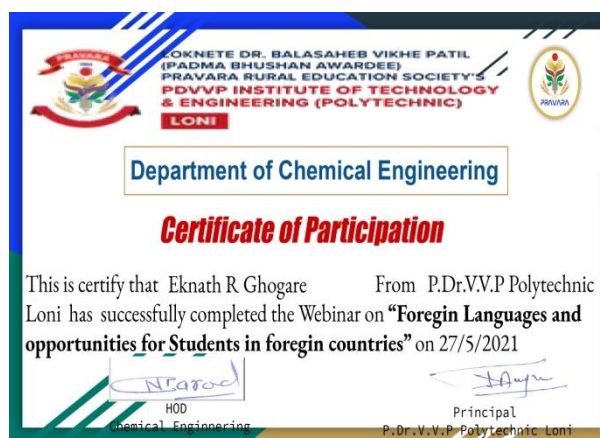 PRAVARA
LOKNETE DR. BALASAHEB VIKHE PATIL
(PADMA BHUSHAN AWARDEE)
PRAVARA RURAL EDUCATION SOCIETY'S
PDVVP INSTITUTE OF TECHNOLOGY
& ENGINEERING (POLYTECHNIC)
LONI
PRAVARA
Department of Chemical Engineering
Certificate of Participation
This is certify that Eknath R Ghogare From P.Dr.V.V.P Polytechnic
Loni has successfully completed the Webinar on "Foregin Languages and
opportunities for Students in foregin countries" on 27/5/2021
HOD
Chemical Enginnering
Principal
P.Dr.V.V.P Polytechnic Loni